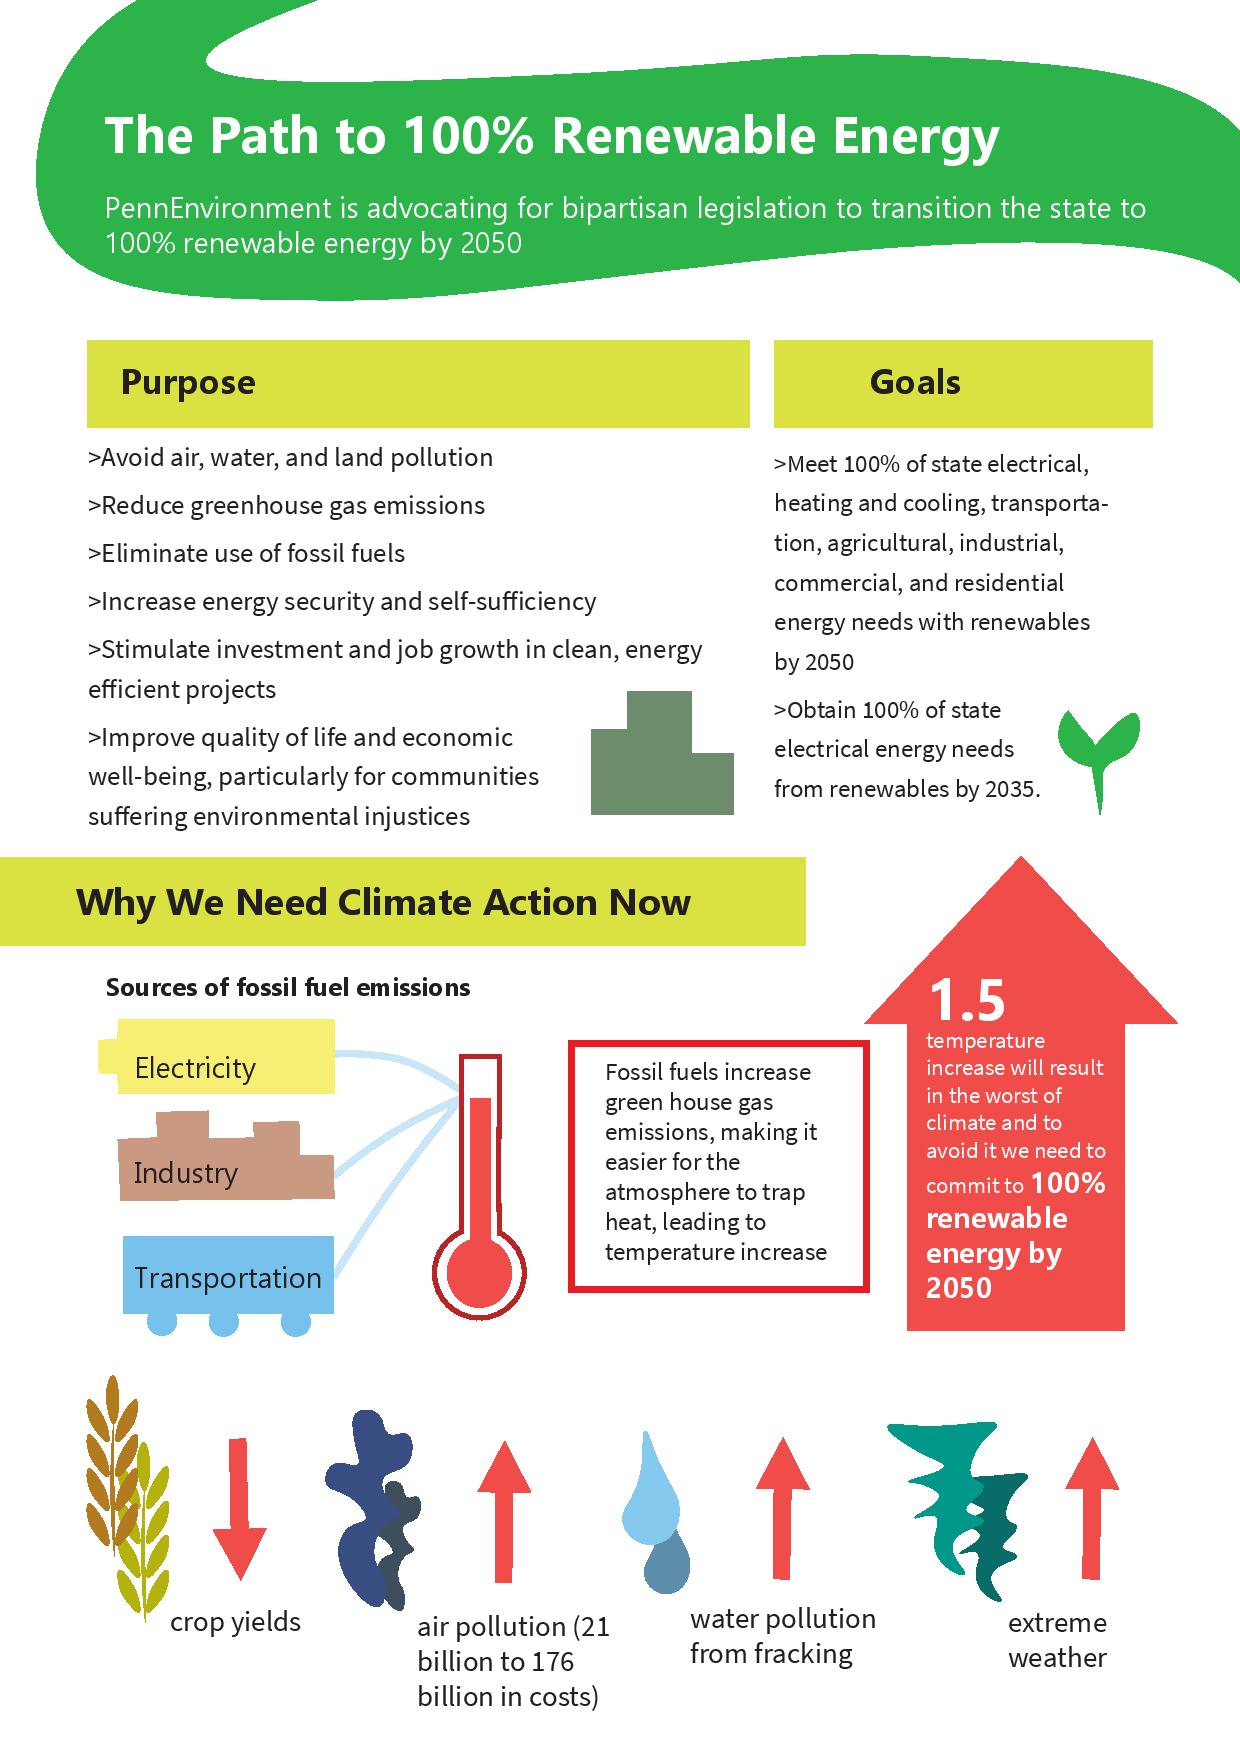 The Path to 100% Renewable Energy
PennEnvironment is advocating for bipartisan legislation to transition the state to
100% renewable energy by 2050
Purpose
>Avoid air, water, and land pollution
>Reduce greenhouse gas emissions
>Eliminate use of fossil fuels
>Increase energy security and self-sufficiency
>Stimulate investment and job growth in clean, energy
efficient projects
>Improve quality of life and economic
well-being, particularly for communities
suffering environmental injustices
Goals
>Meet 100% of state electrical,
heating and cooling, transporta-
tion, agricultural, industrial,
commercial, and residential
energy needs with renewables
by 2050
>Obtain 100% of state
electrical energy needs
from renewables by 2035.
Why We Need Climate Action Now
Sources of fossil fuel emissions
Electricity
Industry
Transportation
Fossil fuels increase
green house gas
emissions, making it
easier for the
atmosphere to trap
heat, leading to
temperature increase
1.5
temperature
increase will result
in the worst of
climate and to
avoid it we need to
commit to 100%
renewable
energy by
2050
crop yields
air pollution (21
billion to 176
billion in costs)
water pollution
from fracking
extreme
weather